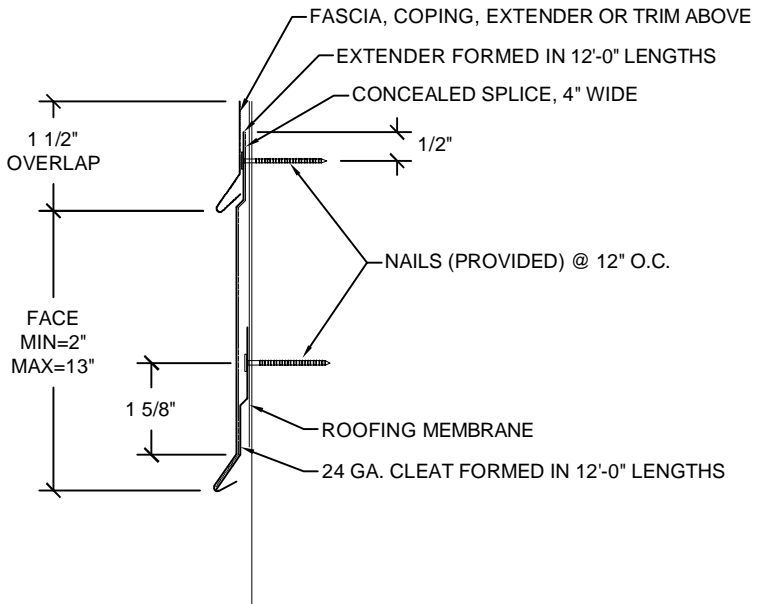 FASCIA, COPING, EXTENDER OR TRIM ABOVE
EXTENDER FORMED IN 12'-0" LENGTHS
CONCEALED SPLICE, 4" WIDE
1 1/2"
OVERLAP
1/2"
NAILS (PROVIDED) @ 12" O.C.
FACE
MIN=2"
MAX=13"
1 5/8"
ROOFING MEMBRANE
24 GA. CLEAT FORMED IN 12'-0" LENGTHS